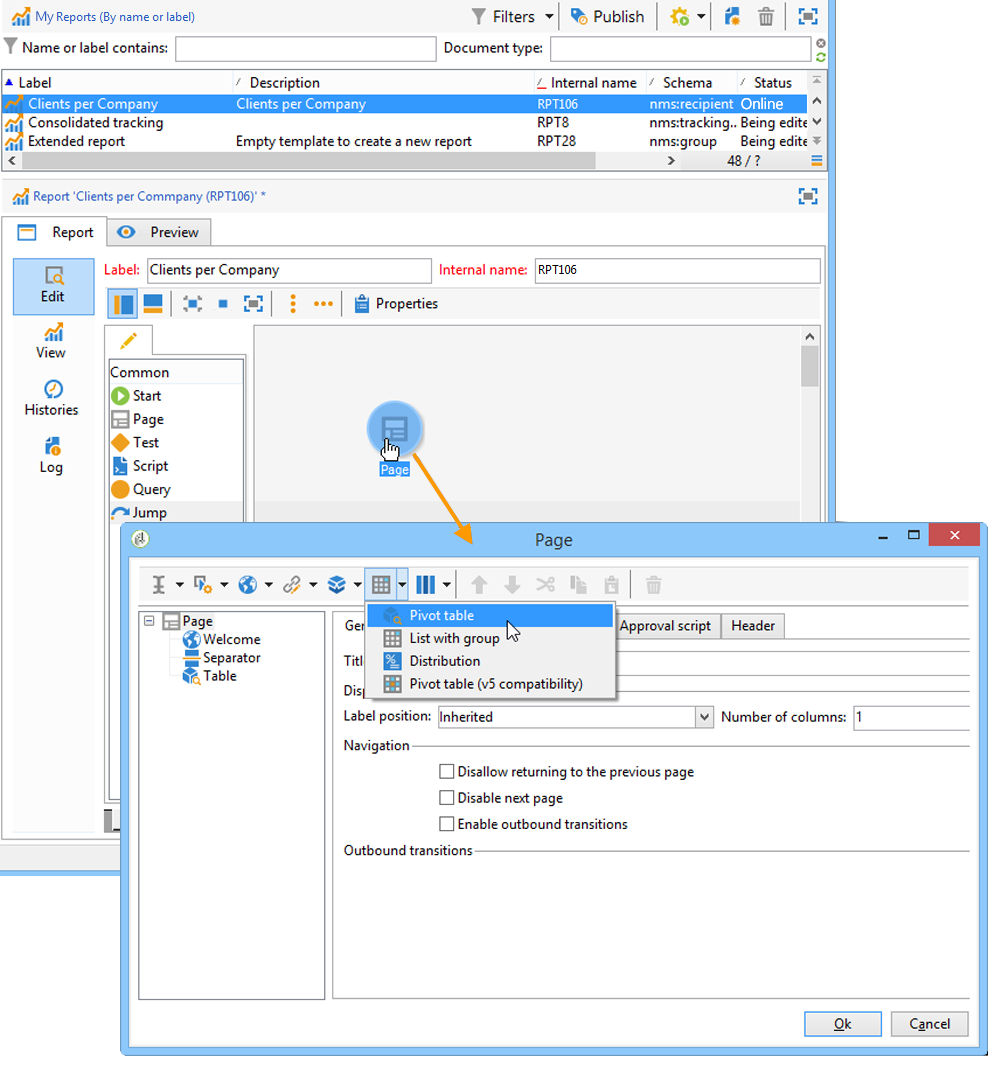 My Reports (By name or label) Filters Publish
Name or label contains: Document type:
Label Description Internal name Schema Status
Clients per Company Clients per Company RPT106 nms:recipient Online
Consolidated tracking RPT8 nms:tracking.. Being edite
Extended report Empty template to create a new report RPT28 nms:group Being edite
48 / ?
Report 'Clients per Commpany (RPT106)' *
Report Preview
Label: Clients per Company Internal name: RPT106
Edit
Properties
View
Common
Start
Histories
Page
Test
Log
Script
Query
Jump
Page
Page
Pivot table
List with group
Distribution
Pivot table (v5 compatibility)
Page
Welcome
Separator
Table
Ger
Approval script Header
Titl
Disp
Label position: Inherited Number of columns: 1
Navigation
Disallow returning to the previous page
Disable next page
Enable outbound transitions
Outbound transitions
Ok Cancel